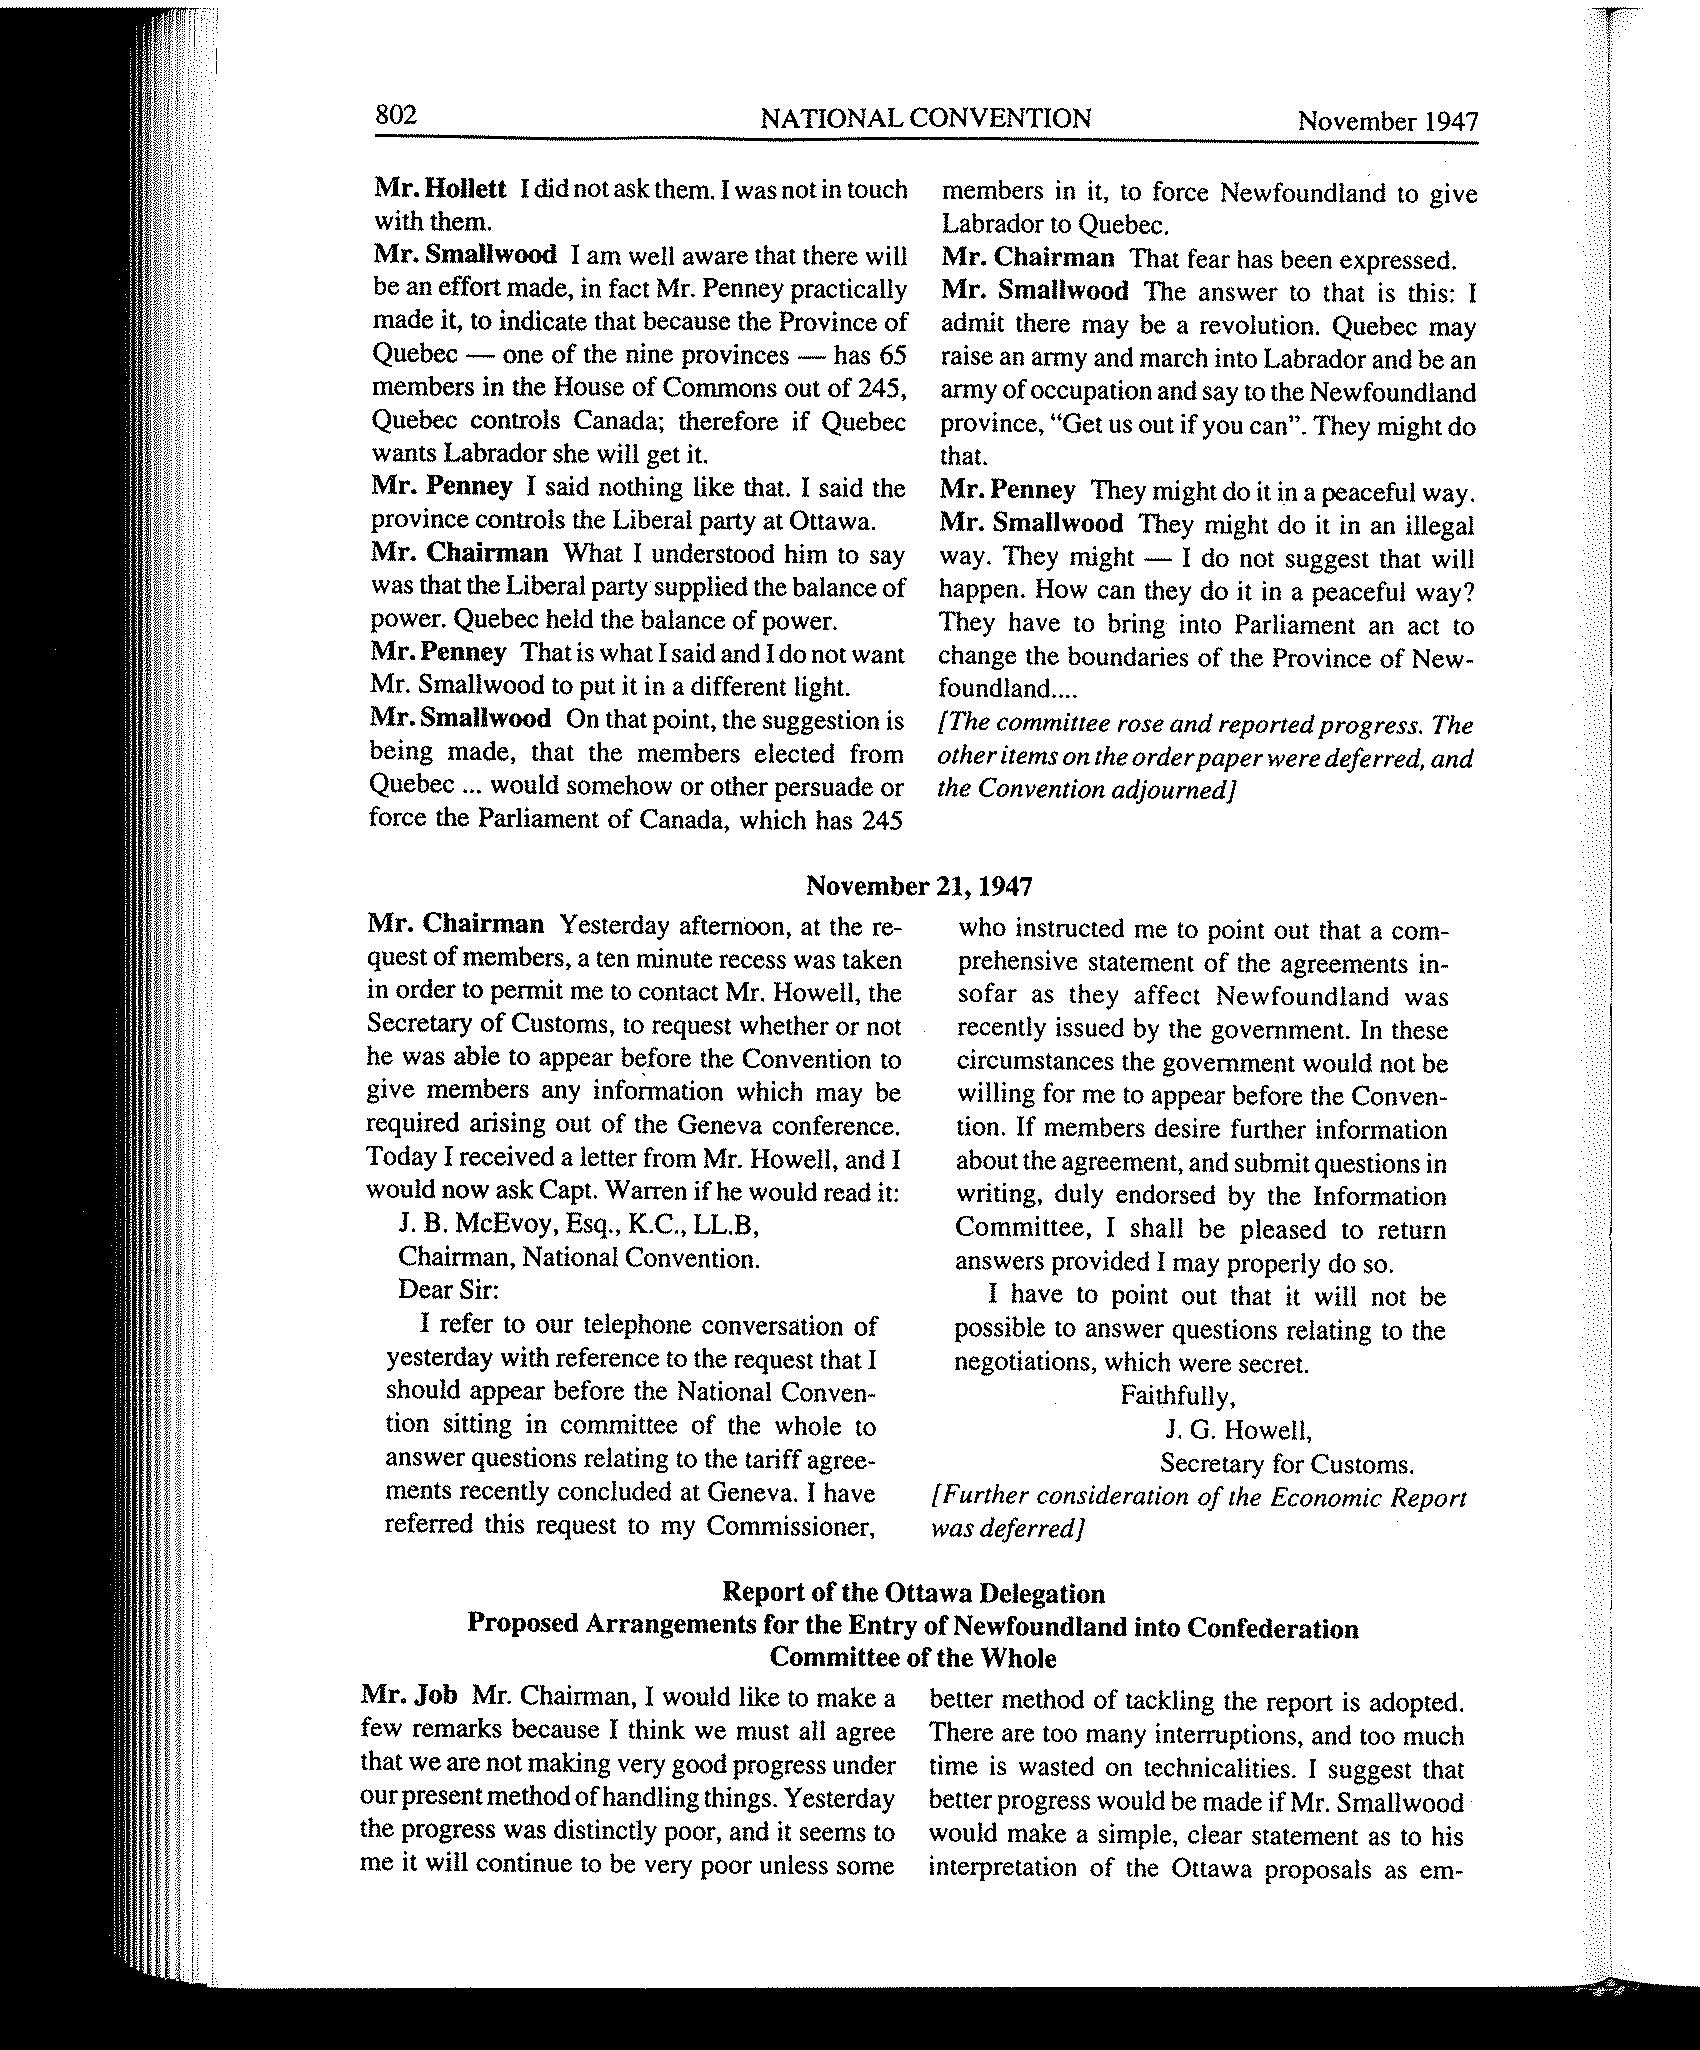 802 NATIONAL CONVENTION November 1947
Mr. Hollett I did not ask them. I was not in touch
with them.
Mr. Smallwood I am well aware that there will
be an effort made, in fact Mr. Penney practically
made it, to indicate that because the Province of
Quebec — one of the nine provinces — has 65
members in the House of Commons out of 245,
Quebec controls Canada; therefore if Quebec
wants Labrador she will get it.
Mr. Penney I said nothing like that. I said the
province controls the Liberal party at Ottawa.
Mr. Chairman What I understood him to say
was that the Liberal party supplied the balance of
power. Quebec held the balance of power.
Mr. Penney That is what I said and I do not want
Mr. Smallwood to put it in a different light.
Mr. Smallwood On that point, the suggestion is
being made, that the members elected from
Quebec ... would somehow or other persuade or
force the Parliament of Canada, which has 245
members in it, to force Newfoundland to give
Labrador to Quebec.
Mr. Chairman That fear has been expressed.
Mr. Smallwood The answer to that is this: I
admit there may be a revolution. Quebec may
raise an army and march into Labrador and be an
army of occupation and say to the Newfoundland
province, “Get us out if you can”. They might do
that.
Mr. Penney They might do it in a peaceful way.
Mr. Smallwood They might do it in an illegal
way. They might — I do not suggest that will
happen. How can they do it in a peaceful way?
They have to bring into Parliament an act to
change the boundaries of the Province of New-
foundland....
[The committee rose and reported progress. The
other items on the order paper were deferred, and
the Convention adjourned]
November 21, 1947
Mr. Chairman Yesterday afternoon, at the re-
quest of members, a ten minute recess was taken
in order to permit me to contact Mr. Howell, the
Secretary of Customs, to request whether or not
he was able to appear before the Convention to
give members any information which may be
required arising out of the Geneva conference.
Today I received a letter from Mr. Howell, and I
would now ask Capt. Warren if he would read it:
J. B. McEvoy, Esq., K.C., LL.B,
Chairman, National Convention.
Dear Sir:
I refer to our telephone conversation of
yesterday with reference to the request that I
should appear before the National Conven-
tion sitting in committee of the whole to
answer questions relating to the tariff agree-
ments recently concluded at Geneva. I have
referred this request to my Commissioner,
who instructed me to point out that a com-
prehensive statement of the agreements in-
sofar as they affect Newfoundland was
recently issued by the government. In these
circumstances the government would not be
willing for me to appear before the Conven-
tion. If members desire further information
about the agreement, and submit questions in
writing, duly endorsed by the Information
Committee, I shall be pleased to return
answers provided I may properly do so.
I have to point out that it will not be
possible to answer questions relating to the
negotiations, which were secret.
Faithfully,
J. G. Howell,
Secretary for Customs.
[Further consideration of the Economic Report
was deferred]
Report of the Ottawa Delegation
Proposed Arrangements for the Entry of Newfoundland into Confederation
Committee of the Whole
Mr. Job Mr. Chairman, I would like to make a
few remarks because I think we must all agree
that we are not making very good progress under
our present method of handling things. Yesterday
the progress was distinctly poor, and it seems to
me it will continue to be very poor unless some
better method of tackling the report is adopted.
There are too many interruptions, and too much
time is wasted on technicalities. I suggest that
better progress would be made if Mr. Smallwood
would make a simple, clear statement as to his
interpretation of the Ottawa proposals as em-